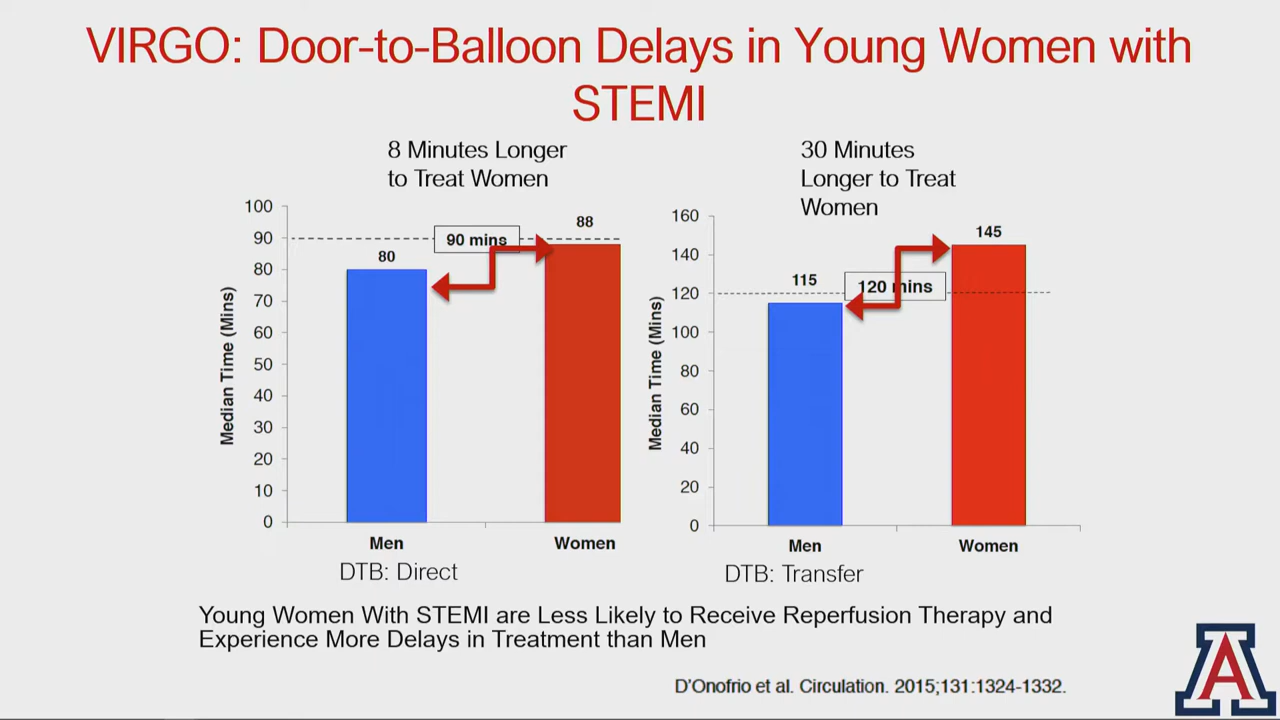 VIRGO: Door-to-Balloon Delays in Young Women with
STEMI
8 Minutes Longer
to Treat Women
100
90
80
70
60
50
40
30
20
10
0
Median Time (Mins)
90 mins
80
88
Men
Women
DTB: Direct
30 Minutes
Longer to Treat
Women
160
140
120
100
80
60
40
20
0
Median Time (Mins)
120 mins
115
145
Men
Women
DTB: Transfer
Young Women With STEMI are Less Likely to Receive Reperfusion Therapy and
Experience More Delays in Treatment than Men
D'Onofrio et al. Circulation. 2015;131:1324-1332.
A